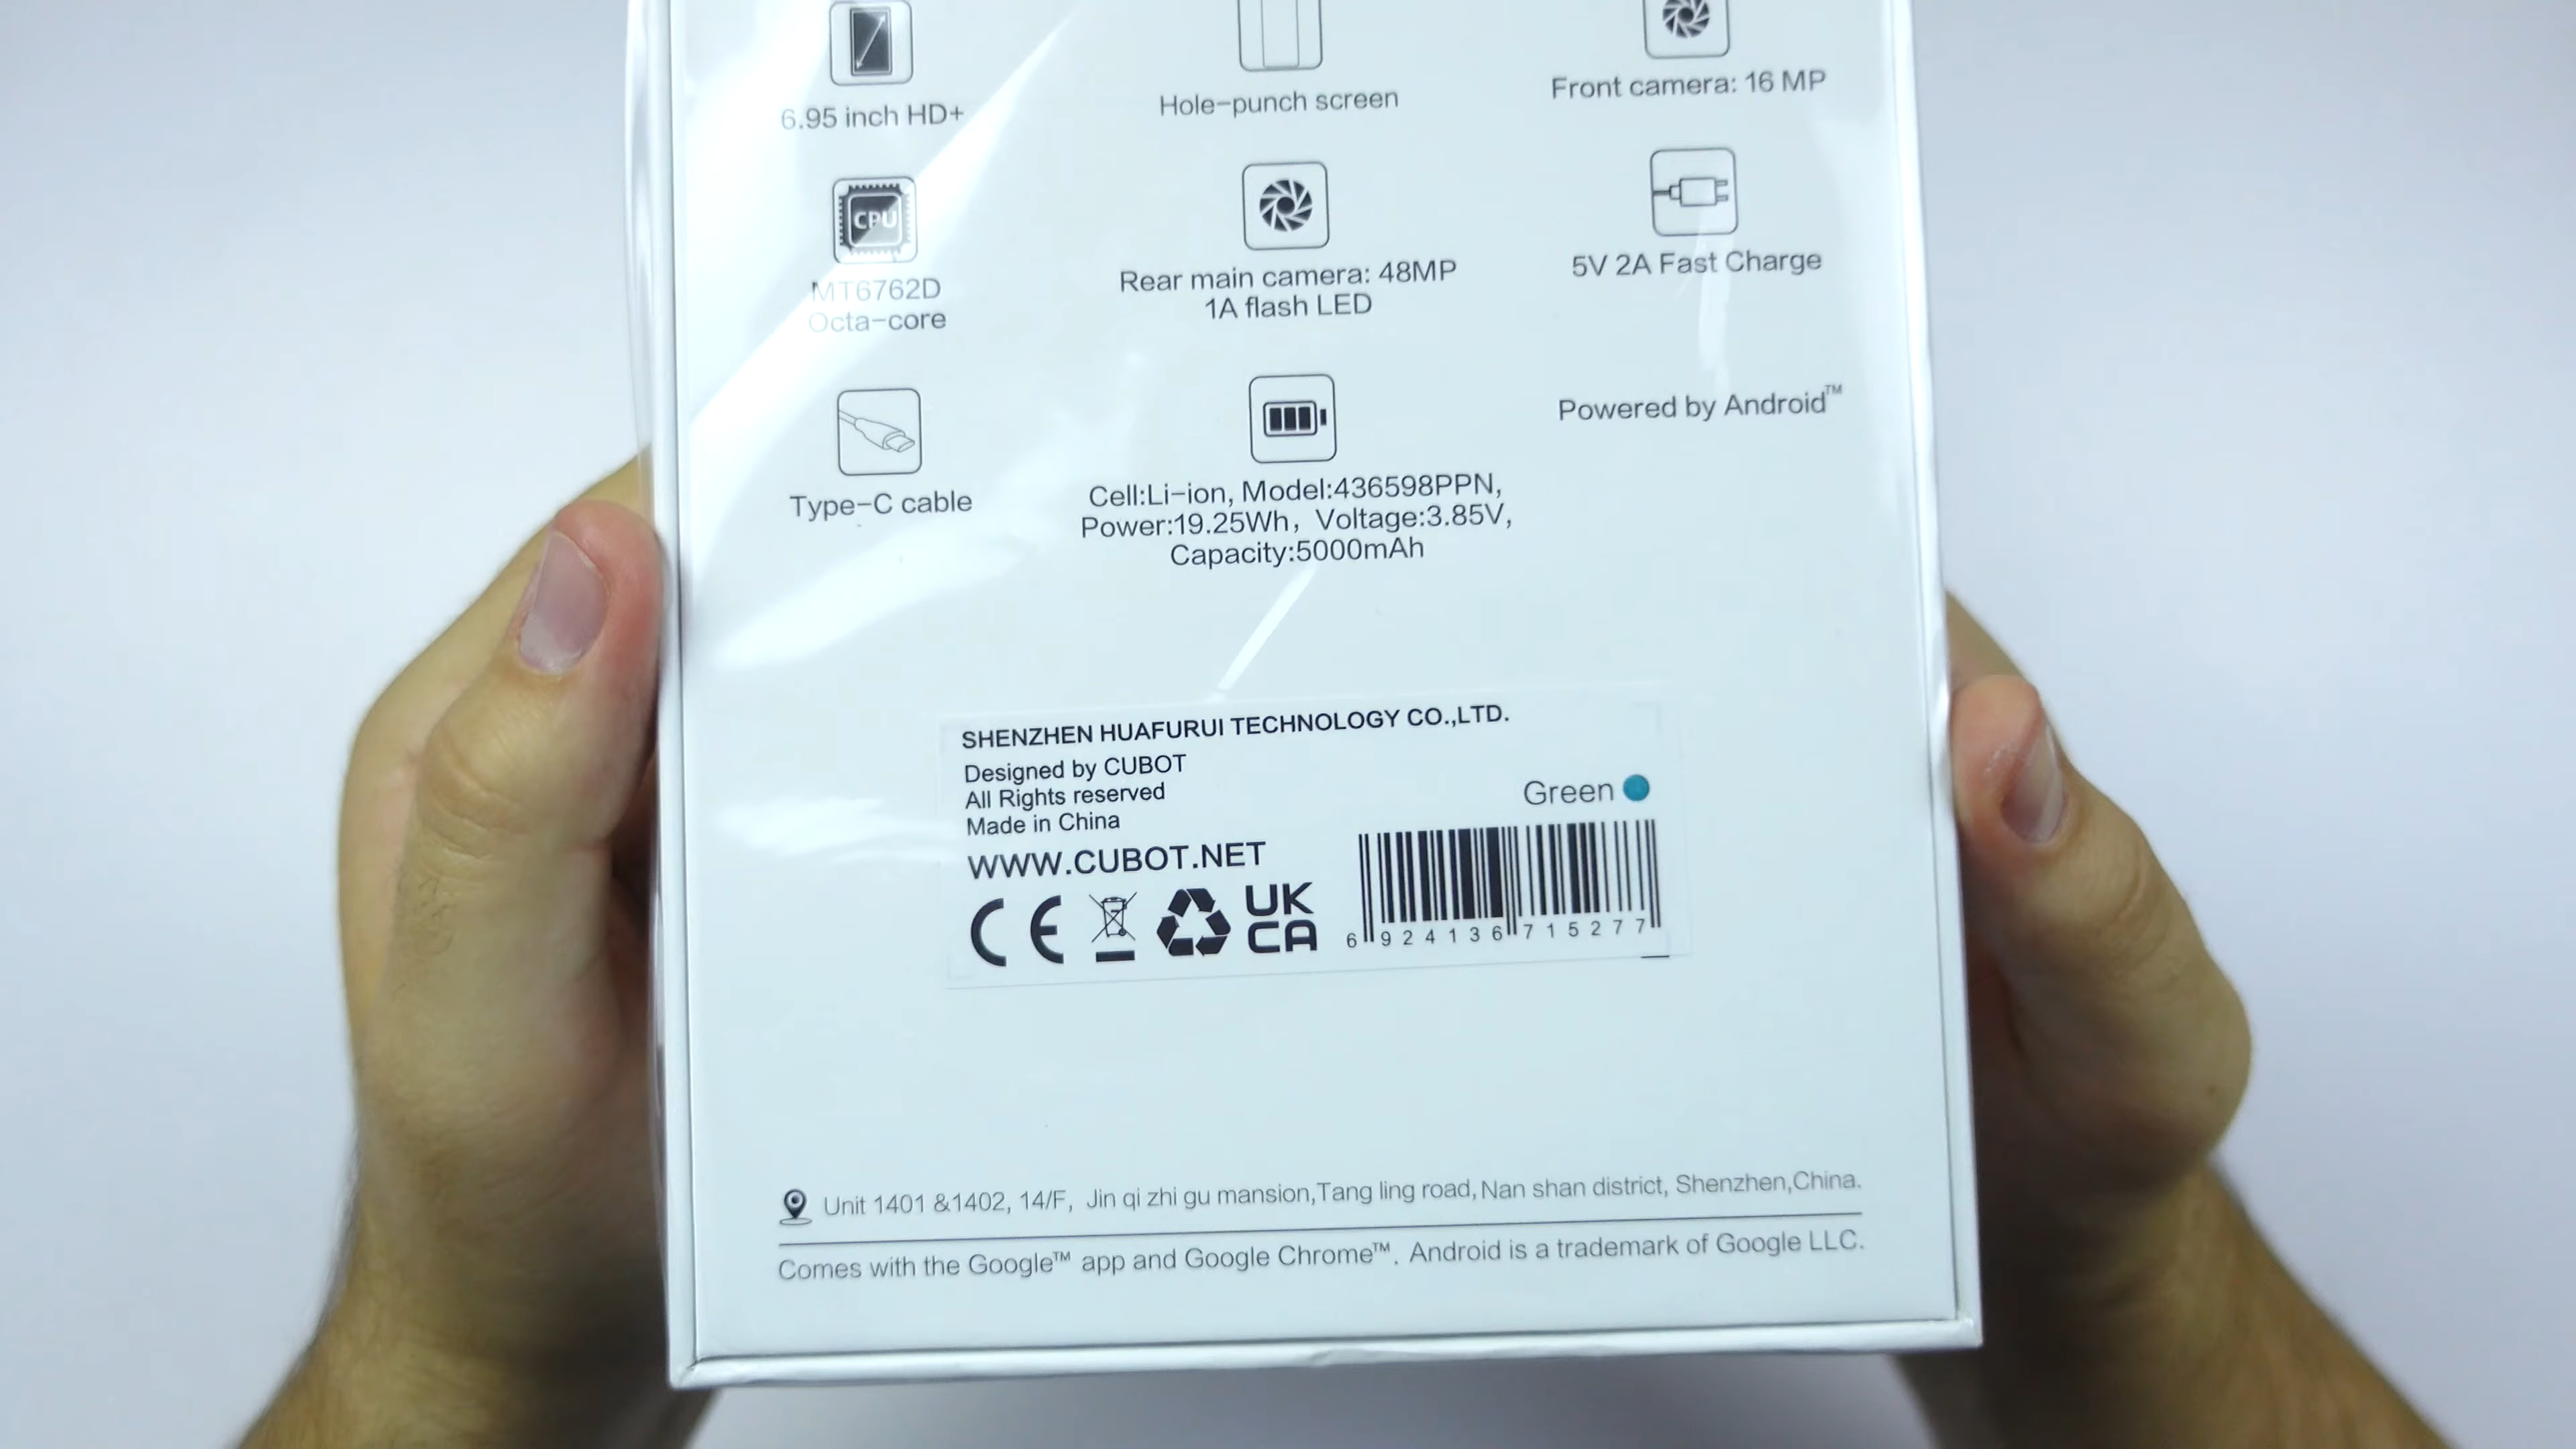 6.95 inch HD+
Hole-punch screen
Front camera: 16 MP
CPU
MT6762D
Octa-core
Rear main camera: 48MP
1A flash LED
5V 2A Fast Charge
Type-C cable
Cell:Li-ion, Model:436598PPN,
Power:19.25Wh, Voltage:3.85V,
Capacity:5000mAh
Powered by Android™
SHENZHEN HUAFURUI TECHNOLOGY CO.,LTD.
Designed by CUBOT
All Rights reserved
Made in China
WWW.CUBOT.NET
CE
UK
CA
Green
6 924136 715277
Unit 1401 &1402, 14/F, Jin qi zhi gu mansion,Tang ling road, Nan shan district, Shenzhen,China.
Comes with the Google™ app and Google Chrome™. Android is a trademark of Google LLC.